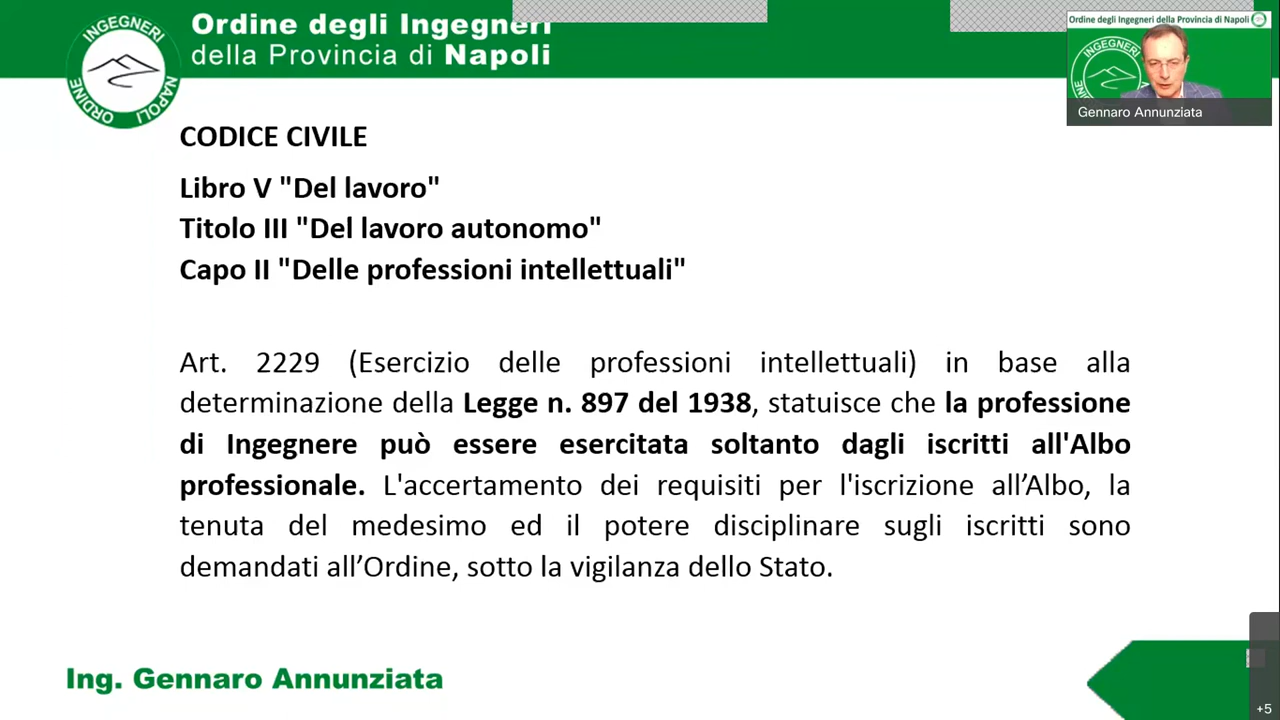 Ordine degli Ingegneri
della Provincia di Napoli
INGEGNERI
ORDINE
NAPOLI
Ordine degli Ingegneri della Provincia di Napoli
INGEGNERI
Gennaro Annunziata
CODICE CIVILE
Libro V "Del lavoro"
Titolo III "Del lavoro autonomo"
Capo II "Delle professioni intellettuali"
Art. 2229 (Esercizio delle professioni intellettuali) in base alla
determinazione della Legge n. 897 del 1938, statuisce che la professione
di Ingegnere può essere esercitata soltanto dagli iscritti all'Albo
professionale. L'accertamento dei requisiti per l'iscrizione all’Albo, la
tenuta del medesimo ed il potere disciplinare sugli iscritti sono
demandati all’Ordine, sotto la vigilanza dello Stato.
Ing. Gennaro Annunziata
+5